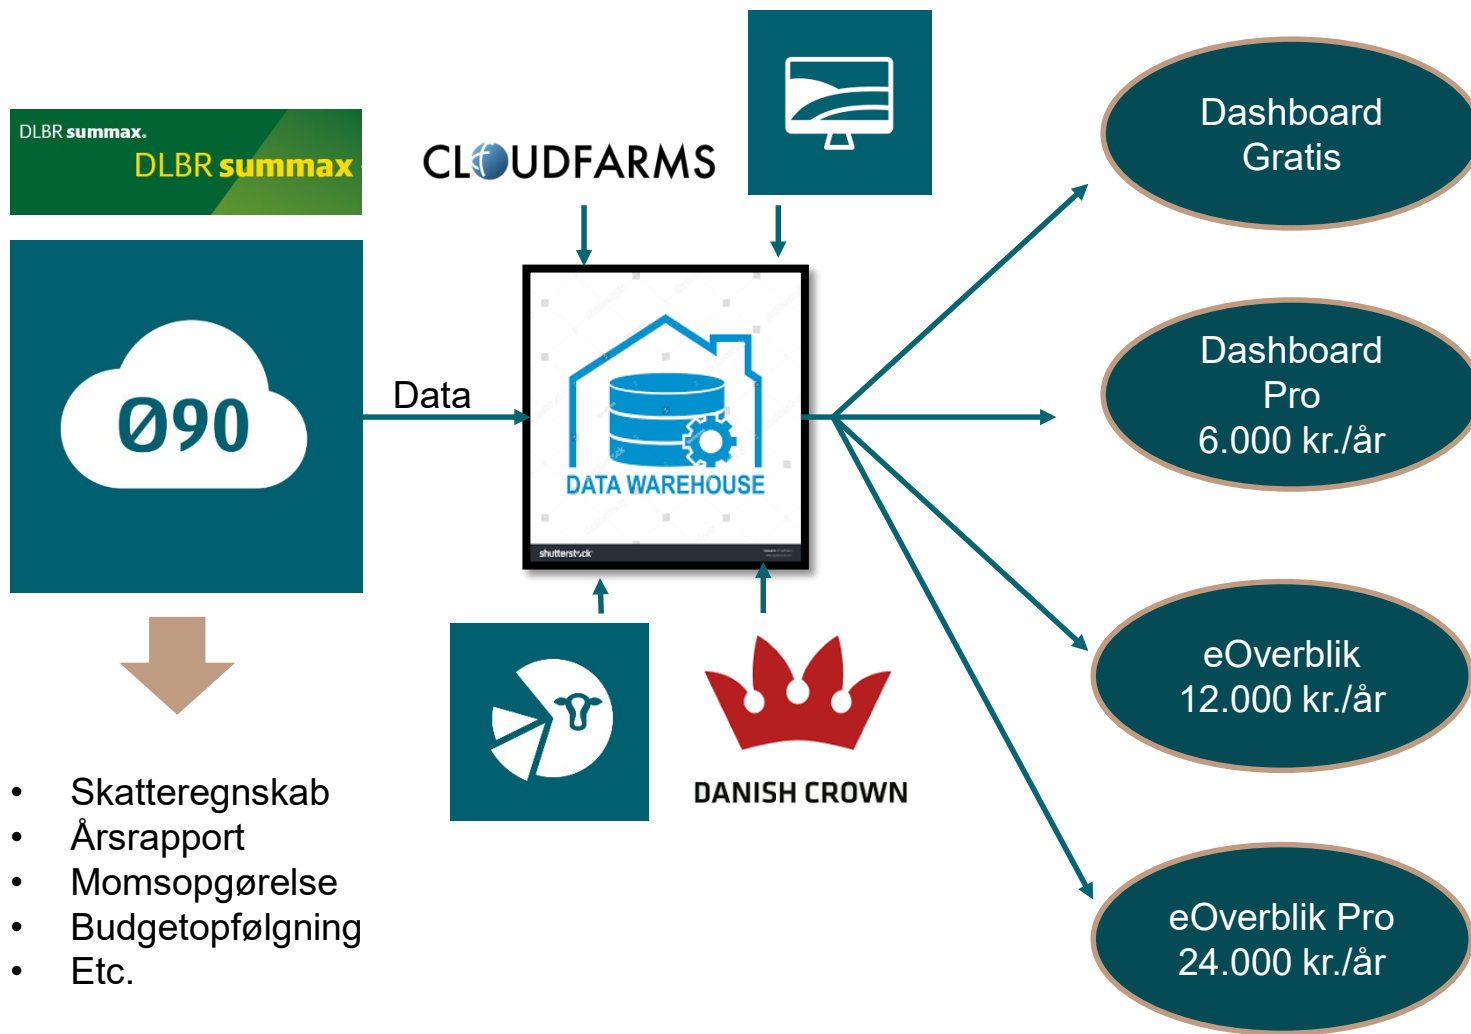 DLBR summax.
DLBR summax
CLOUDFARMS
Ø90
Data
DATA WAREHOUSE
shutterstock
DANISH CROWN
• Skatteregnskab
• Årsrapport
• Momsopgørelse
• Budgetopfølgning
• Etc.
Dashboard
Gratis
Dashboard
Pro
6.000 kr./år
eOverblik
12.000 kr./år
eOverblik Pro
24.000 kr./år